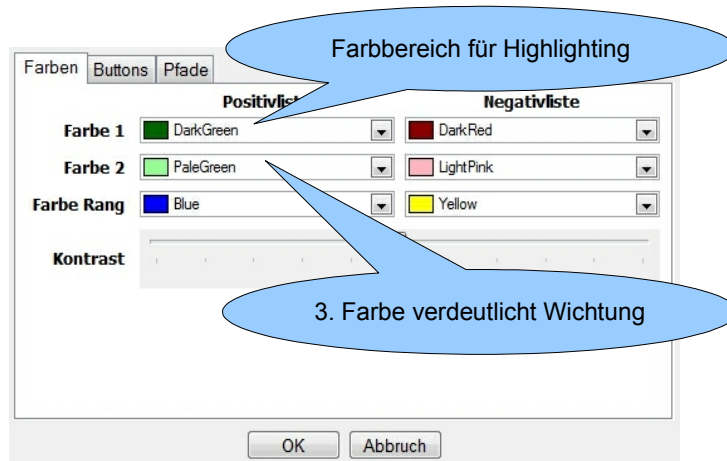 Farbbereich für Highlighting
Farben Buttons Pfade
Positivlist Negativliste
Farbe 1 DarkGreen DarkRed
Farbe 2 PaleGreen LightPink
Farbe Rang Blue Yellow
Kontrast
3. Farbe verdeutlicht Wichtung
OK Abbruch